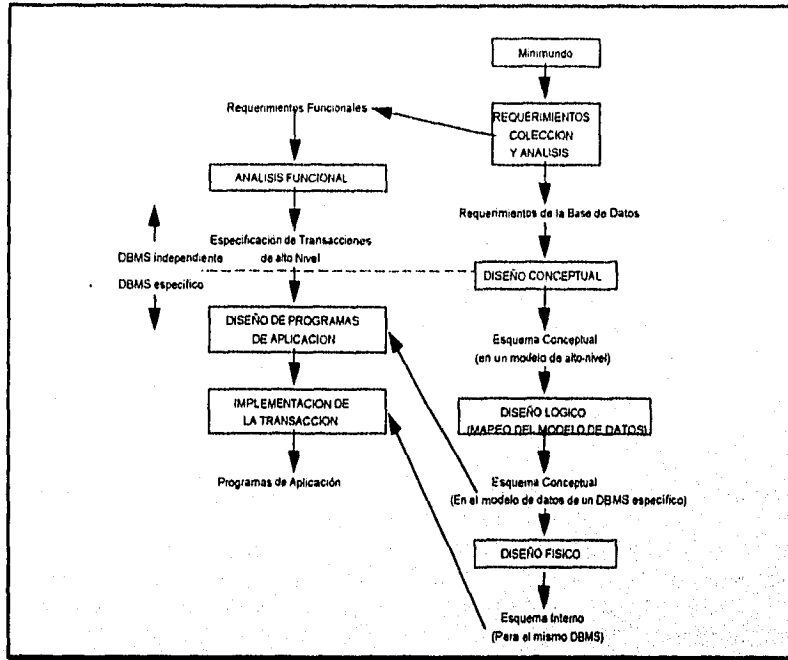 Minimundo
Requerimientos Funcionales
REQUERIMIENTOS
COLECCION
Y ANALISIS
ANALISIS FUNCIONAL
Requerimientos de la Base de Datos
Especificación de Transacciones
de alto Nivel
DBMS independiente
DBMS especifico
DISEÑO CONCEPTUAL
DISEÑO DE PROGRAMAS
DE APLICACION
Esquema Conceptual
(en un modelo de alto-nivel)
IMPLEMENTACION DE
LA TRANSACCION
DISEÑO LOGICO
(MAPEO DEL MODELO DE DATOS)
Programas de Aplicación
Esquema Conceptual
(En el modelo de datos de un DBMS específico)
DISEÑO FISICO
Esquema Interno
(Para el mismo DBMS)